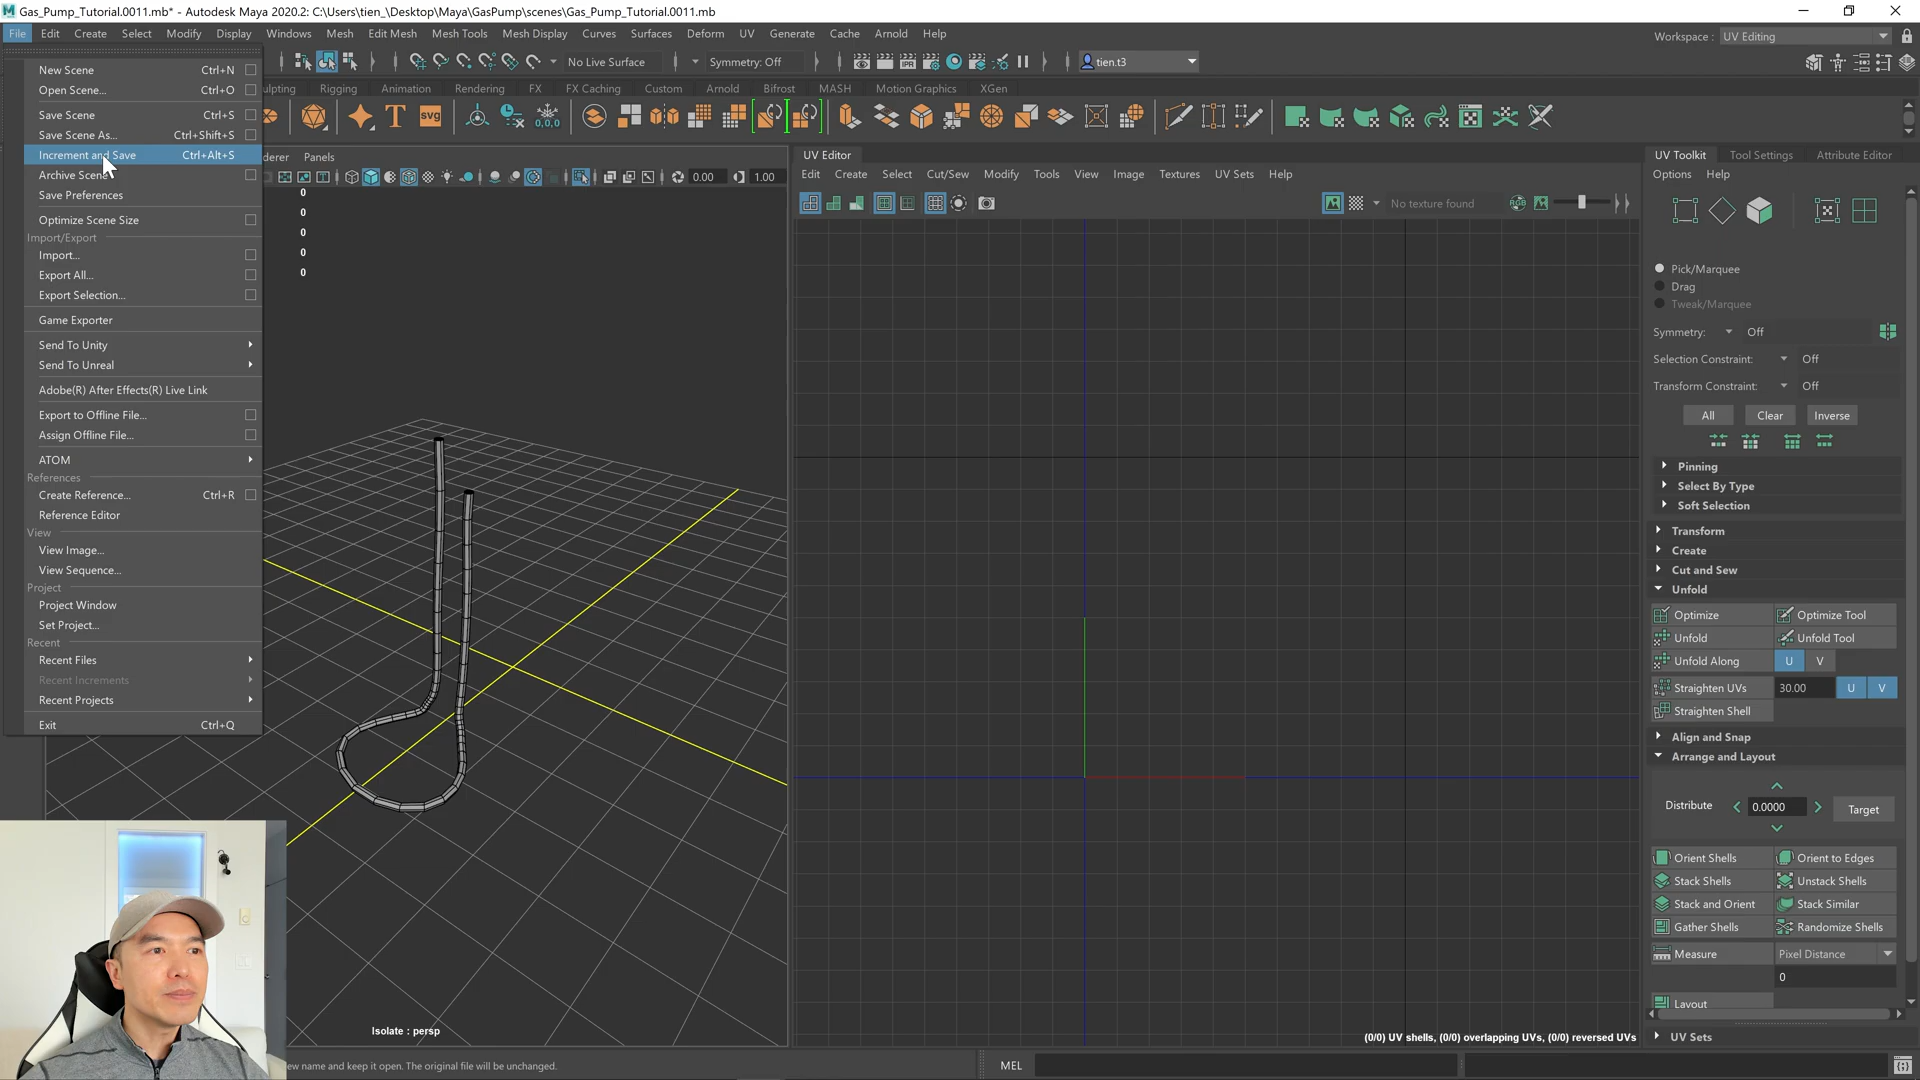 Gas_Pump_Tutorial.0011.mb* - Autodesk Maya 2020.2: C:\Users\tien_\Desktop\Maya\GasPump\scenes\Gas_Pump_Tutorial.0011.mb
File Edit Create Select Modify Display Windows Mesh Edit Mesh Mesh Tools Mesh Display Curves Surfaces Deform UV Generate Cache Arnold Help
Workspace : UV Editing
No Live Surface Symmetry: Off tien.t3
ulpting Rigging Animation Rendering FX FX Caching Custom Arnold Bifrost MASH Motion Graphics XGen
T svg 0,0,0
New Scene Ctrl+N
Open Scene... Ctrl+O
Save Scene Ctrl+S
Save Scene As... Ctrl+Shift+S
Increment and Save Ctrl+Alt+S
Archive Scene
Save Preferences
Optimize Scene Size
Import/Export
Import...
Export All...
Export Selection...
Game Exporter
Send To Unity
Send To Unreal
Adobe(R) After Effects(R) Live Link
Export to Offline File...
Assign Offline File...
ATOM
References
Create Reference... Ctrl+R
Reference Editor
View
View Image...
View Sequence...
Project
Project Window
Set Project...
Recent
Recent Files
Recent Increments
Recent Projects
Exit Ctrl+Q
derer Panels
0.00 1.00
0
0
0
0
0
Isolate : persp
UV Editor
Edit Create Select Cut/Sew Modify Tools View Image Textures UV Sets Help
No texture found
(0/0) UV shells, (0/0) overlapping UVs, (0/0) reversed UVs
UV Toolkit Tool Settings Attribute Editor
Options Help
Pick/Marquee
Drag
Tweak/Marquee
Symmetry: Off
Selection Constraint: Off
Transform Constraint: Off
All Clear Inverse
Pinning
Select By Type
Soft Selection
Transform
Create
Cut and Sew
Unfold
Optimize Optimize Tool
Unfold Unfold Tool
Unfold Along U V
Straighten UVs 30.00 U V
Straighten Shell
Align and Snap
Arrange and Layout
Distribute 0.0000 Target
Orient Shells Orient to Edges
Stack Shells Unstack Shells
Stack and Orient Stack Similar
Gather Shells Randomize Shells
Measure Pixel Distance
0
Layout
UV Sets
ew name and keep it open. The original file will be unchanged.
MEL